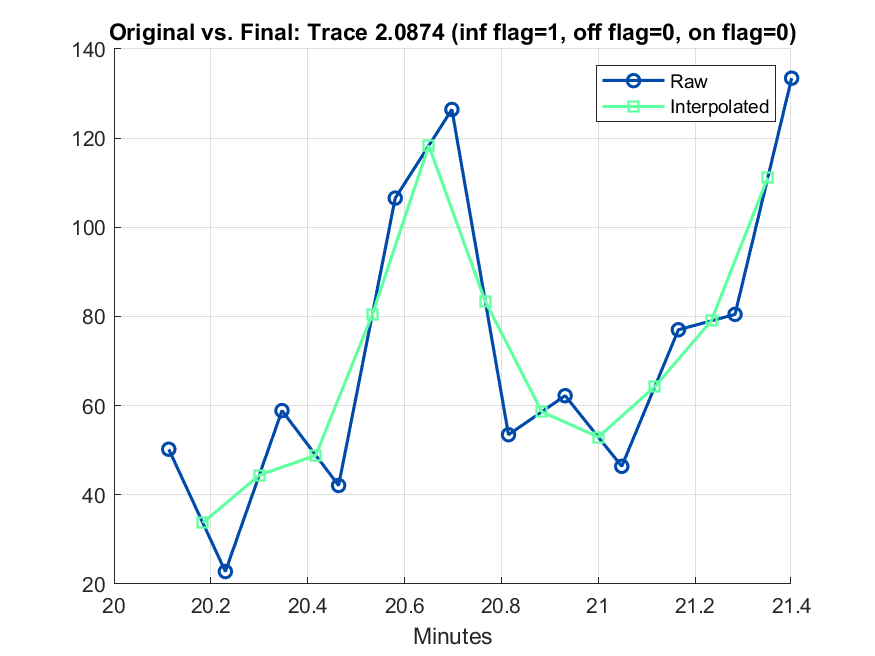 Original vs. Final: Trace 2.0874 (inf flag=1, off flag=0, on flag=0)
140
120
100
80
60
40
20
Raw
Interpolated
20 20.2 20.4 20.6 20.8 21 21.2 21.4
Minutes